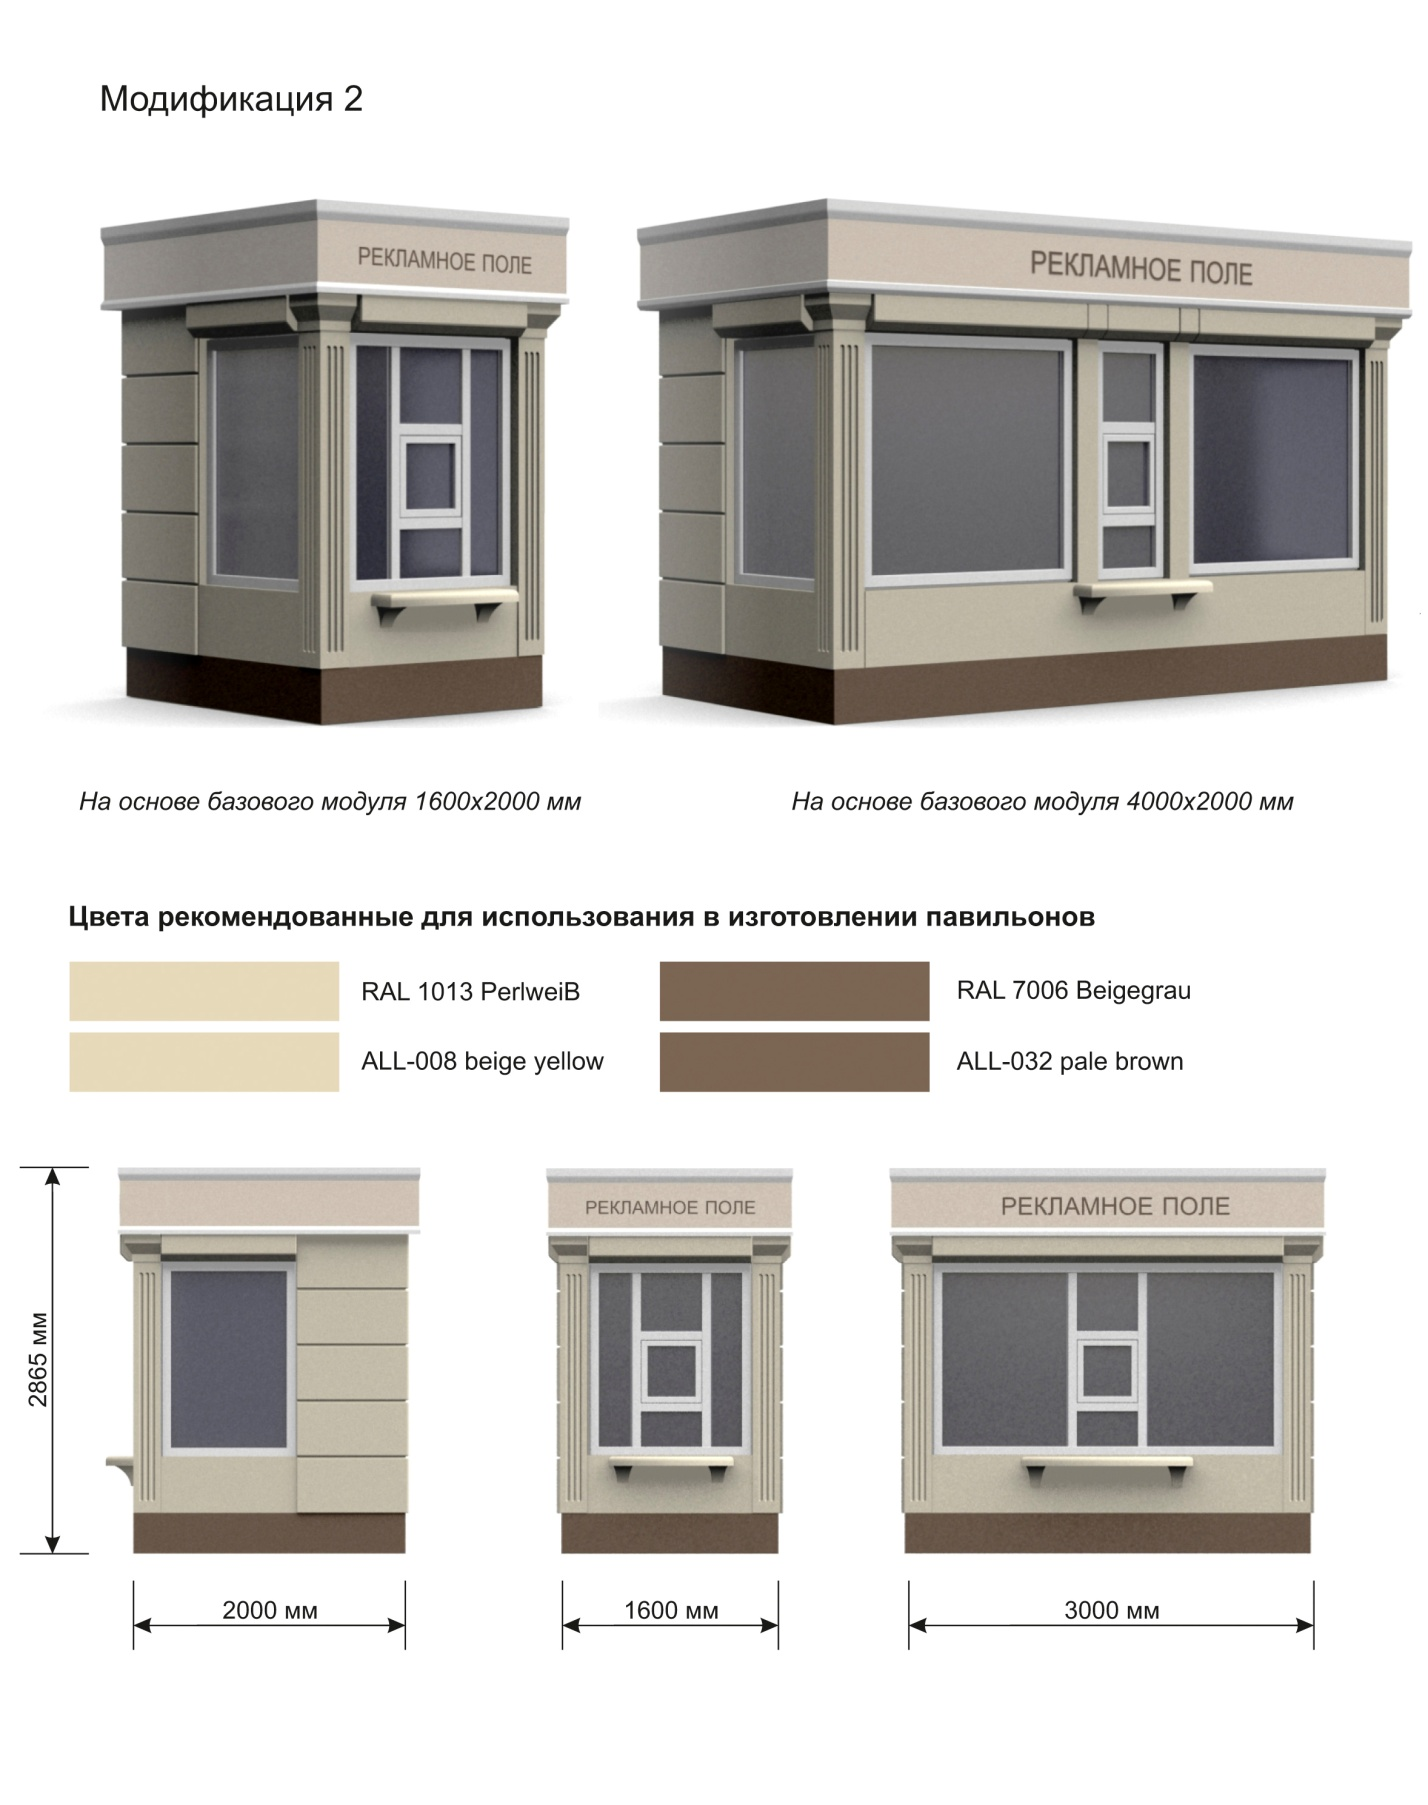 Модификация 2
РЕКЛАМНОЕ ПОЛЕ
РЕКЛАМНОЕ ПОЛЕ
На основе базового модуля 1600х2000 мм
На основе базового модуля 4000х2000 мм
Цвета рекомендованные для использования в изготовлении павильонов
RAL 1013 PerlweiB
RAL 7006 Beigegrau
ALL-008 beige yellow
ALL-032 pale brown
РЕКЛАМНОЕ ПОЛЕ
РЕКЛАМНОЕ ПОЛЕ
2865 мм
2000 мм
1600 мм
3000 мм